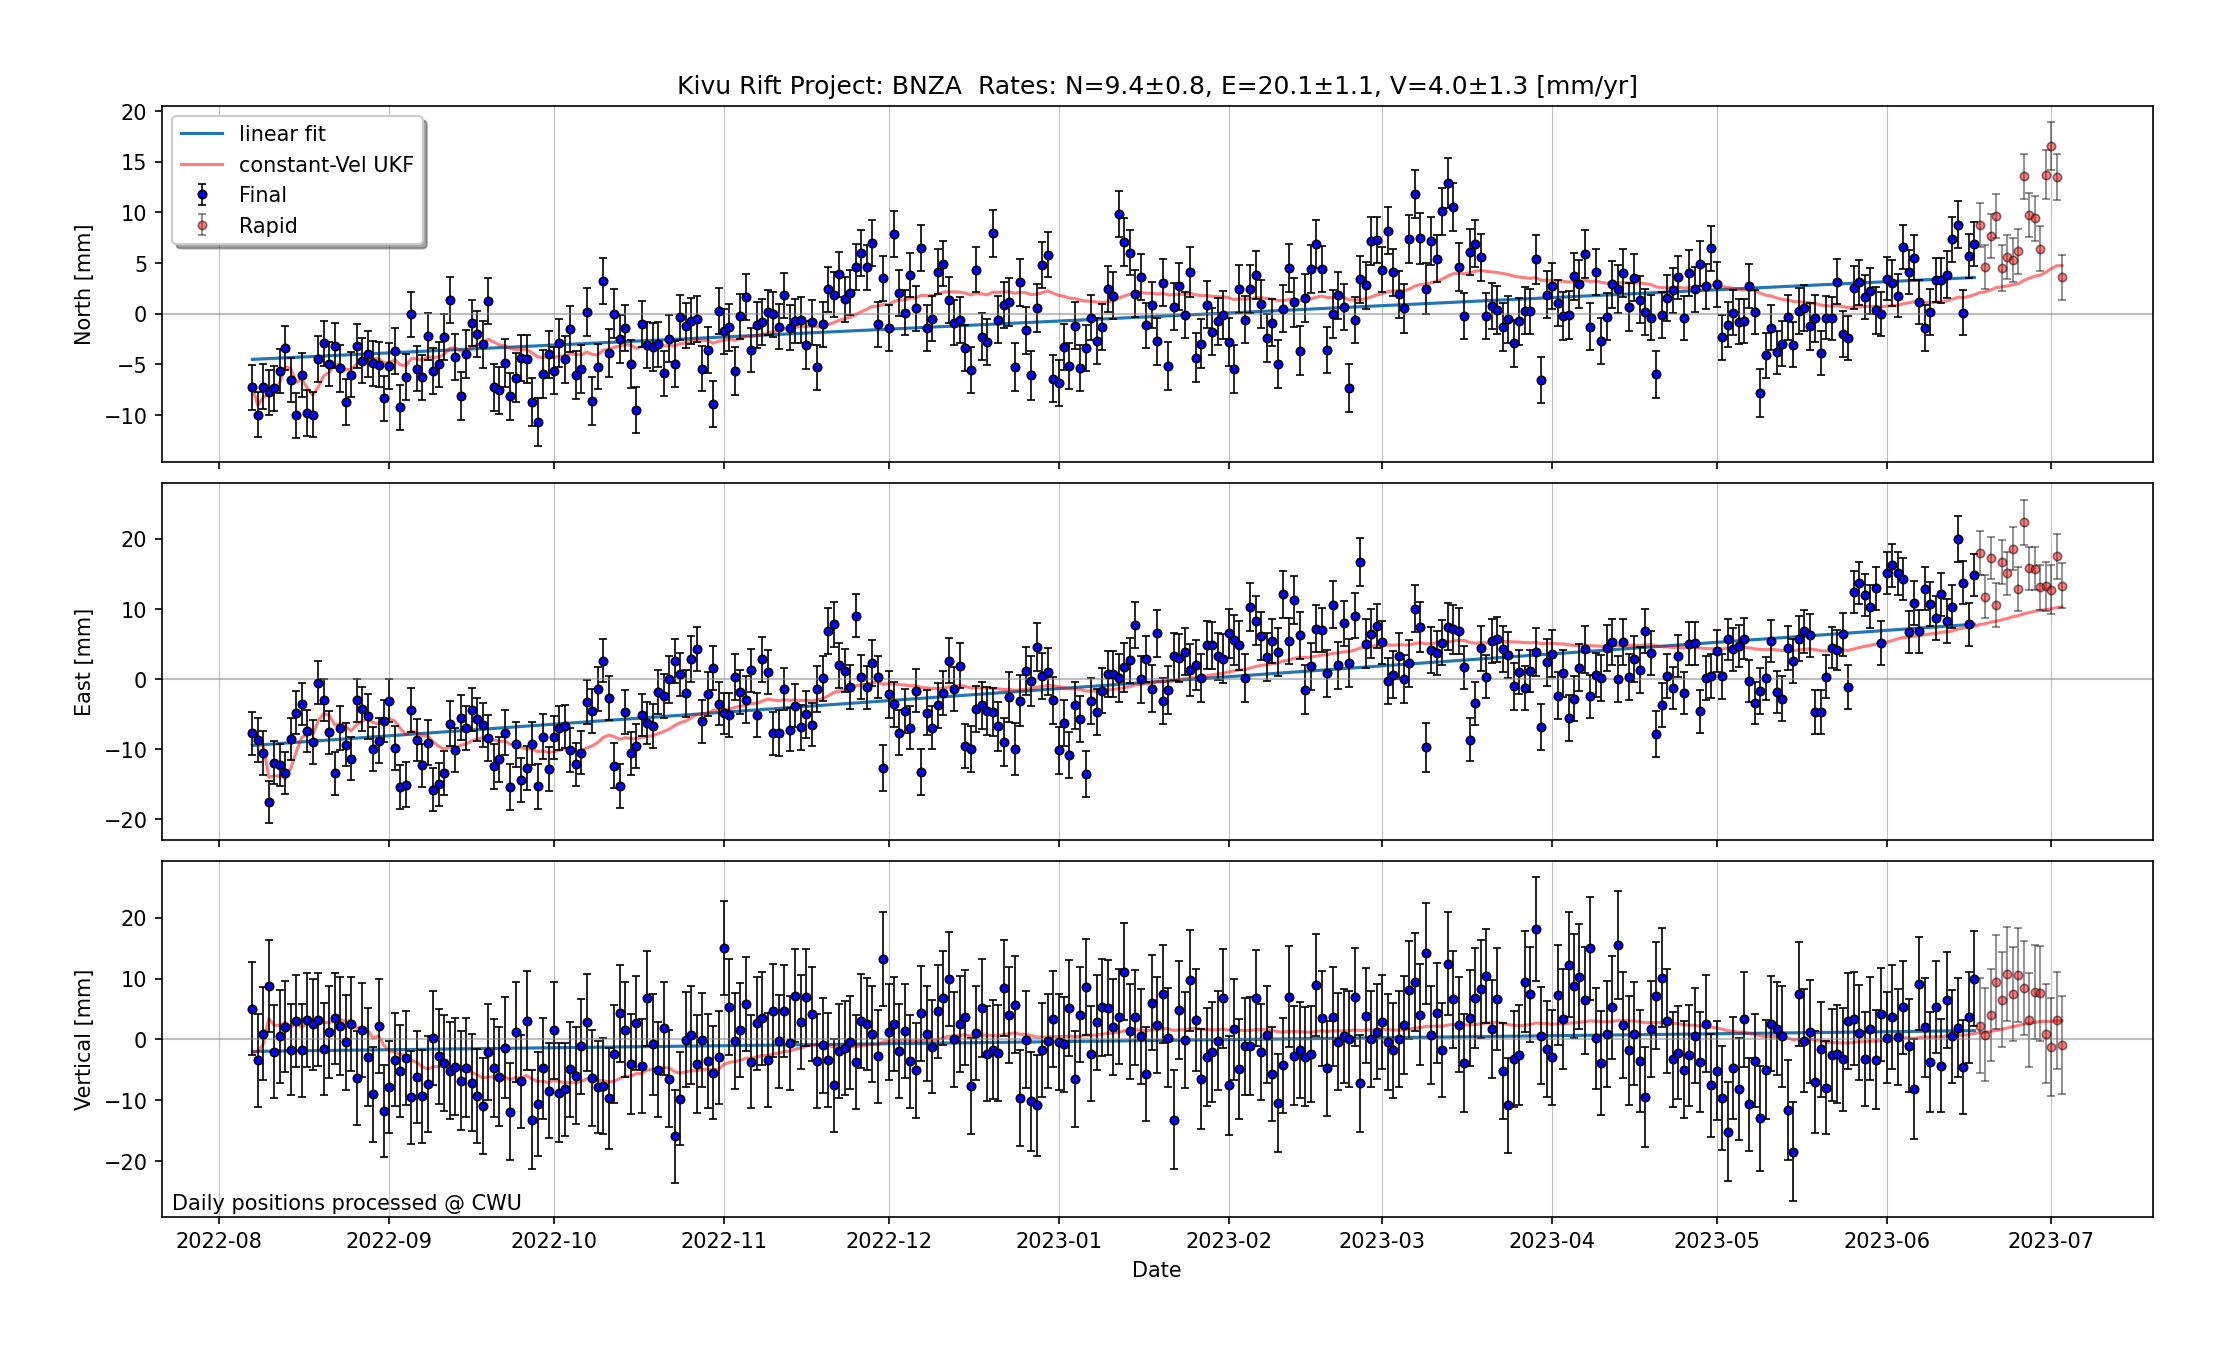 Kivu Rift Project: BNZA  Rates: N=9.4±0.8, E=20.1±1.1, V=4.0±1.3 [mm/yr]
linear fit
constant-Vel UKF
Final
Rapid
North [mm]
20
15
10
5
0
−5
−10
East [mm]
20
10
0
−10
−20
Vertical [mm]
20
10
0
−10
−20
Daily positions processed @ CWU
2022-08 2022-09 2022-10 2022-11 2022-12 2023-01 2023-02 2023-03 2023-04 2023-05 2023-06 2023-07
Date